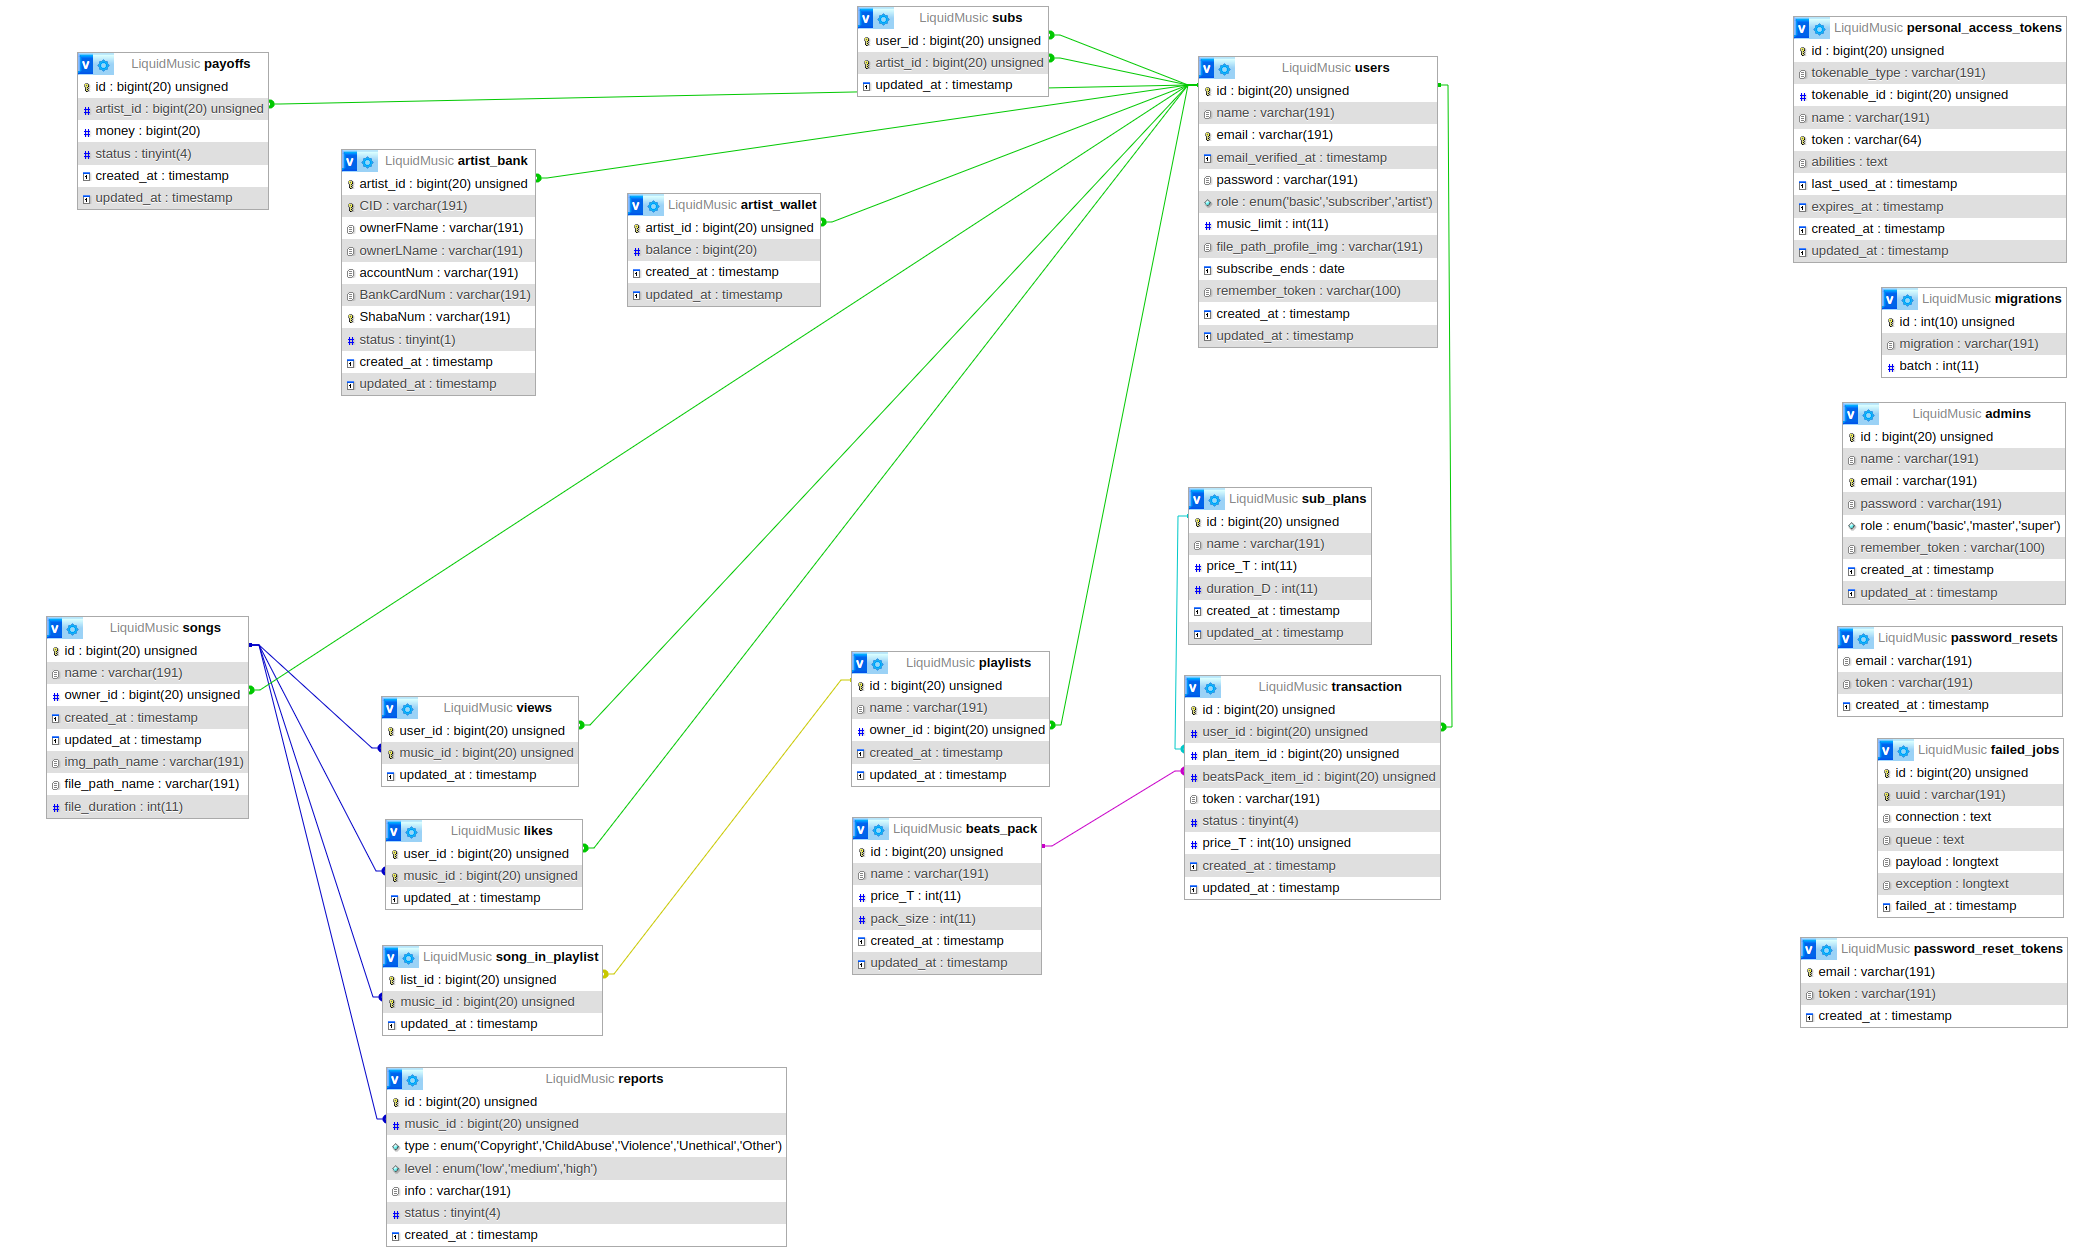 LiquidMusic subs
user_id : bigint(20) unsigned
artist_id : bigint(20) unsigned
updated_at : timestamp
LiquidMusic payoffs
id : bigint(20) unsigned
artist_id : bigint(20) unsigned
money : bigint(20)
status : tinyint(4)
created_at : timestamp
updated_at : timestamp
LiquidMusic artist_bank
artist_id : bigint(20) unsigned
CID : varchar(191)
ownerFName : varchar(191)
ownerLName : varchar(191)
accountNum : varchar(191)
BankCardNum : varchar(191)
ShabaNum : varchar(191)
status : tinyint(1)
created_at : timestamp
updated_at : timestamp
LiquidMusic artist_wallet
artist_id : bigint(20) unsigned
balance : bigint(20)
created_at : timestamp
updated_at : timestamp
LiquidMusic users
id : bigint(20) unsigned
name : varchar(191)
email : varchar(191)
email_verified_at : timestamp
password : varchar(191)
role : enum('basic','subscriber','artist')
music_limit : int(11)
file_path_profile_img : varchar(191)
subscribe_ends : date
remember_token : varchar(100)
created_at : timestamp
updated_at : timestamp
LiquidMusic personal_access_tokens
id : bigint(20) unsigned
tokenable_type : varchar(191)
tokenable_id : bigint(20) unsigned
name : varchar(191)
token : varchar(64)
abilities : text
last_used_at : timestamp
expires_at : timestamp
created_at : timestamp
updated_at : timestamp
LiquidMusic migrations
id : int(10) unsigned
migration : varchar(191)
batch : int(11)
LiquidMusic admins
id : bigint(20) unsigned
name : varchar(191)
email : varchar(191)
password : varchar(191)
role : enum('basic','master','super')
remember_token : varchar(100)
created_at : timestamp
updated_at : timestamp
LiquidMusic sub_plans
id : bigint(20) unsigned
name : varchar(191)
price_T : int(11)
duration_D : int(11)
created_at : timestamp
updated_at : timestamp
LiquidMusic songs
id : bigint(20) unsigned
name : varchar(191)
owner_id : bigint(20) unsigned
created_at : timestamp
updated_at : timestamp
img_path_name : varchar(191)
file_path_name : varchar(191)
file_duration : int(11)
LiquidMusic views
user_id : bigint(20) unsigned
music_id : bigint(20) unsigned
updated_at : timestamp
LiquidMusic likes
user_id : bigint(20) unsigned
music_id : bigint(20) unsigned
updated_at : timestamp
LiquidMusic song_in_playlist
list_id : bigint(20) unsigned
music_id : bigint(20) unsigned
updated_at : timestamp
LiquidMusic reports
id : bigint(20) unsigned
music_id : bigint(20) unsigned
type : enum('Copyright','ChildAbuse','Violence','Unethical','Other')
level : enum('low','medium','high')
info : varchar(191)
status : tinyint(4)
created_at : timestamp
LiquidMusic playlists
id : bigint(20) unsigned
name : varchar(191)
owner_id : bigint(20) unsigned
created_at : timestamp
updated_at : timestamp
LiquidMusic beats_pack
id : bigint(20) unsigned
name : varchar(191)
price_T : int(11)
pack_size : int(11)
created_at : timestamp
updated_at : timestamp
LiquidMusic transaction
id : bigint(20) unsigned
user_id : bigint(20) unsigned
plan_item_id : bigint(20) unsigned
beatsPack_item_id : bigint(20) unsigned
token : varchar(191)
status : tinyint(4)
price_T : int(10) unsigned
created_at : timestamp
updated_at : timestamp
LiquidMusic password_resets
email : varchar(191)
token : varchar(191)
created_at : timestamp
LiquidMusic failed_jobs
id : bigint(20) unsigned
uuid : varchar(191)
connection : text
queue : text
payload : longtext
exception : longtext
failed_at : timestamp
LiquidMusic password_reset_tokens
email : varchar(191)
token : varchar(191)
created_at : timestamp